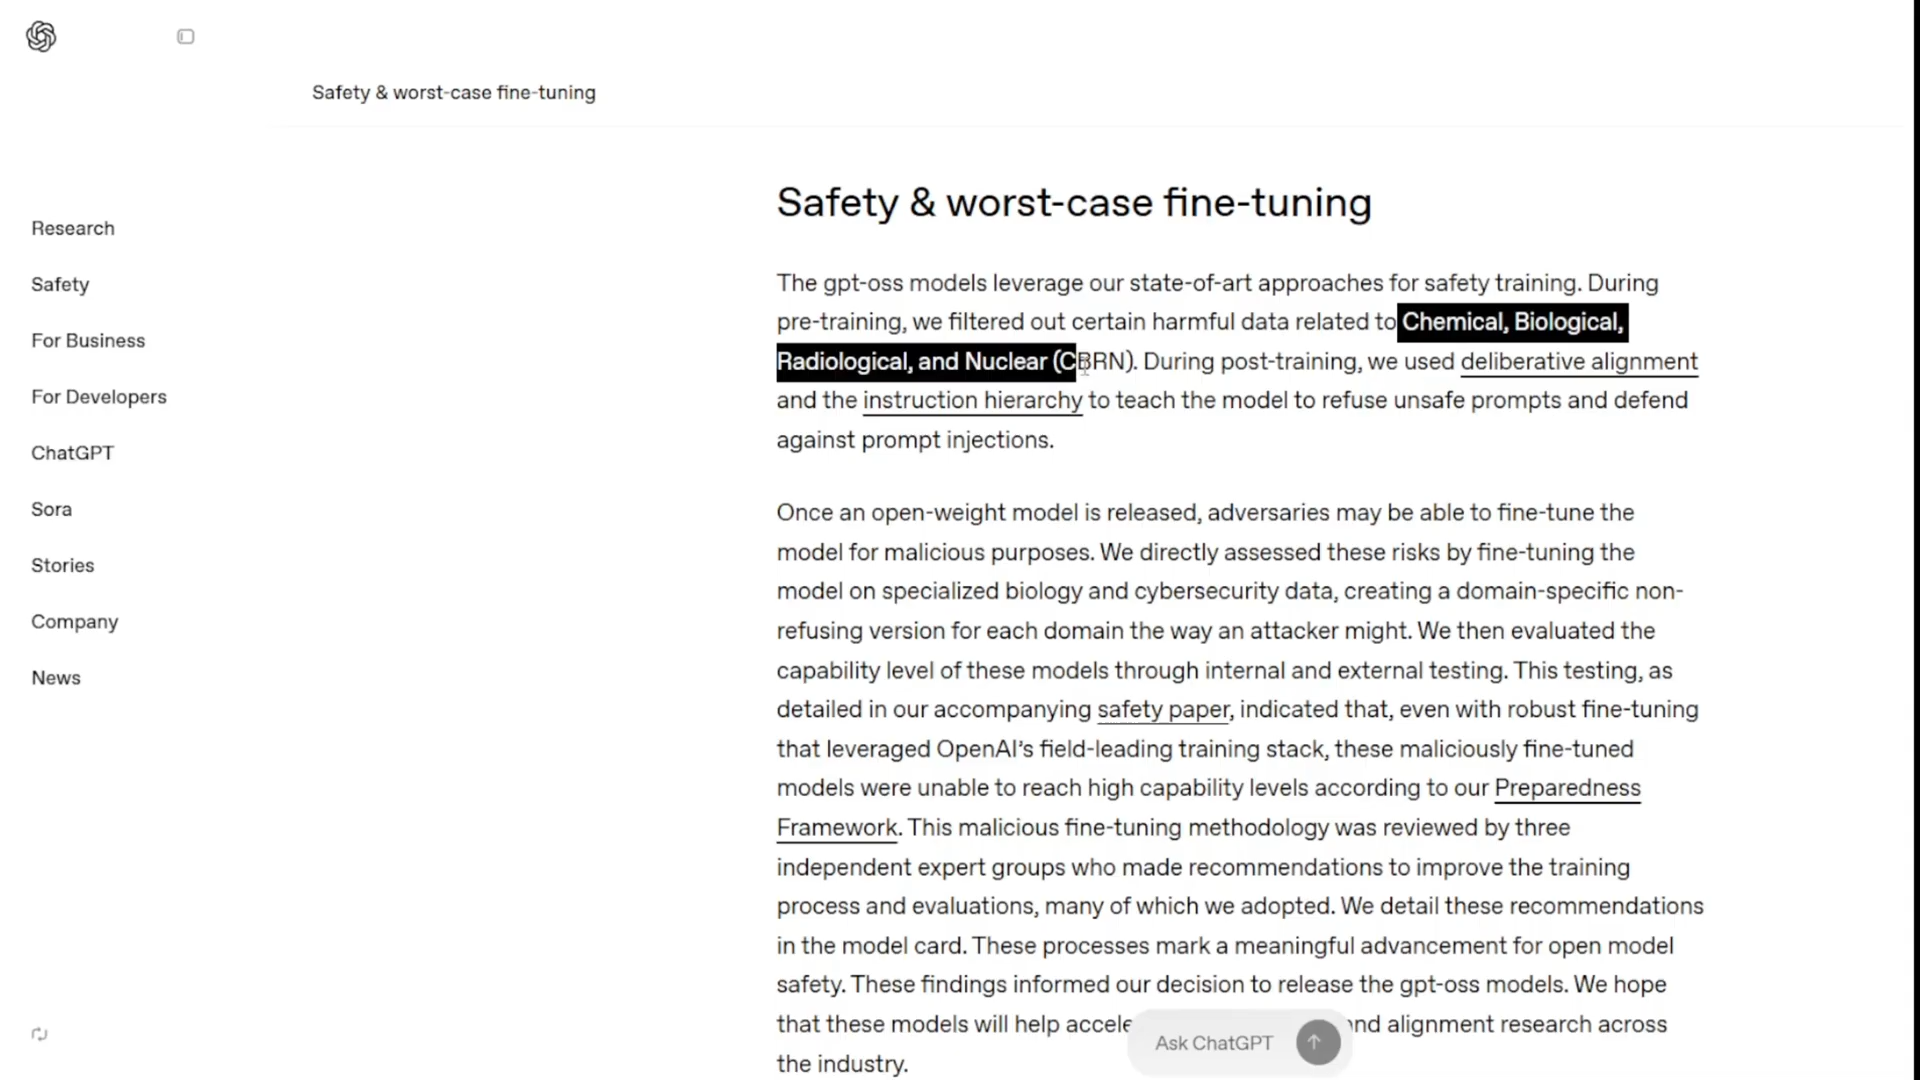 Safety & worst-case fine-tuning
Research
Safety
For Business
For Developers
ChatGPT
Sora
Stories
Company
News
Safety & worst-case fine-tuning
The gpt-oss models leverage our state-of-art approaches for safety training. During
pre-training, we filtered out certain harmful data related to Chemical, Biological,
Radiological, and Nuclear (CBRN). During post-training, we used deliberative alignment
and the instruction hierarchy to teach the model to refuse unsafe prompts and defend
against prompt injections.
Once an open-weight model is released, adversaries may be able to fine-tune the
model for malicious purposes. We directly assessed these risks by fine-tuning the
model on specialized biology and cybersecurity data, creating a domain-specific non-
refusing version for each domain the way an attacker might. We then evaluated the
capability level of these models through internal and external testing. This testing, as
detailed in our accompanying safety paper, indicated that, even with robust fine-tuning
that leveraged OpenAI's field-leading training stack, these maliciously fine-tuned
models were unable to reach high capability levels according to our Preparedness
Framework. This malicious fine-tuning methodology was reviewed by three
independent expert groups who made recommendations to improve the training
process and evaluations, many of which we adopted. We detail these recommendations
in the model card. These processes mark a meaningful advancement for open model
safety. These findings informed our decision to release the gpt-oss models. We hope
that these models will help and alignment research across
the industry.
Ask ChatGPT